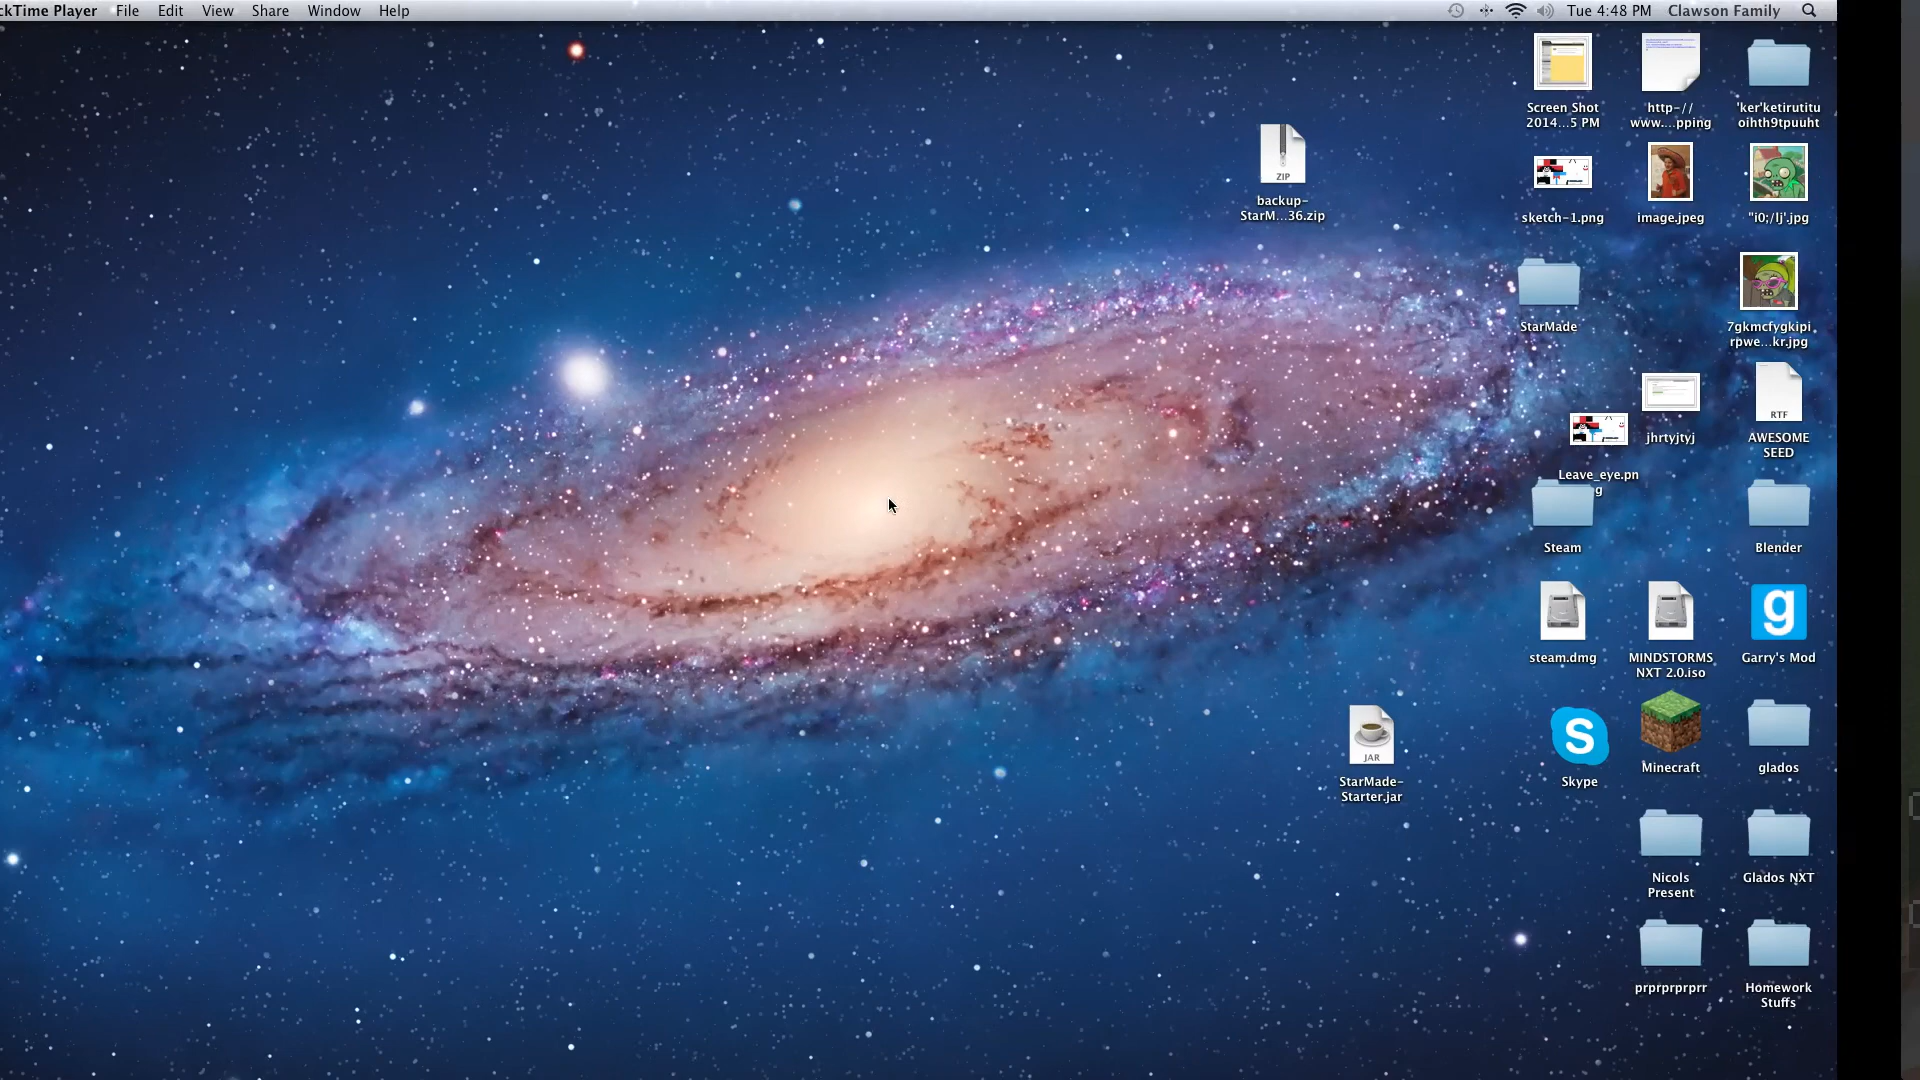 ckTime Player File Edit View Share Window Help Tue 4:48 PM Clawson Family
Screen Shot
2014...5 PM
http-//
www....pping
'ker'ketirutitu
oihth9tpuuht
ZIP
backup-
StarM...36.zip
sketch-1.png
image.jpeg
"i0;/lj'.jpg
StarMade
7gkmcfygkipi
rpwe...kr.jpg
jhrtyjtyj
RTF
AWESOME
SEED
Leave_eye.pn
g
Steam
Blender
steam.dmg
MINDSTORMS
NXT 2.0.iso
g
Garry's Mod
JAR
StarMade-
Starter.jar
S
Skype
Minecraft
glados
Nicols
Present
Glados NXT
prprprprprr
Homework
Stuffs